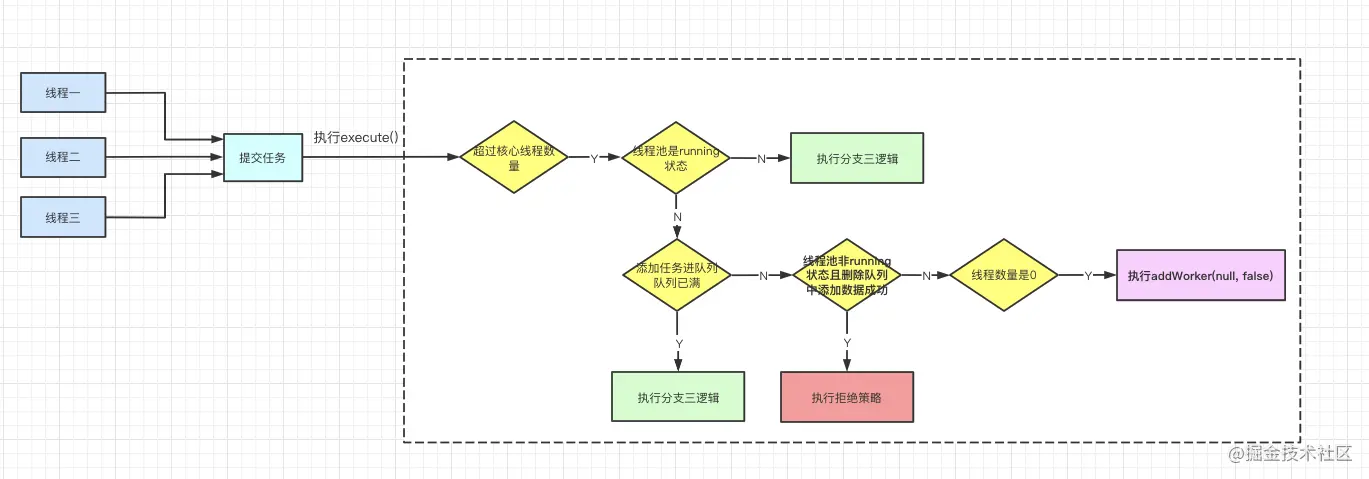 线程一
线程二
线程三
提交任务
执行execute()
超过核心线程数
量
Y
线程池是running
状态
N
执行分支三逻辑
N
添加任务进队列
队列已满
N
线程池非running
状态且删除队列
中添加数据成功
N
线程数量是0
Y
执行addWorker(null, false)
Y
执行分支三逻辑
Y
执行拒绝策略
@掘金技术社区